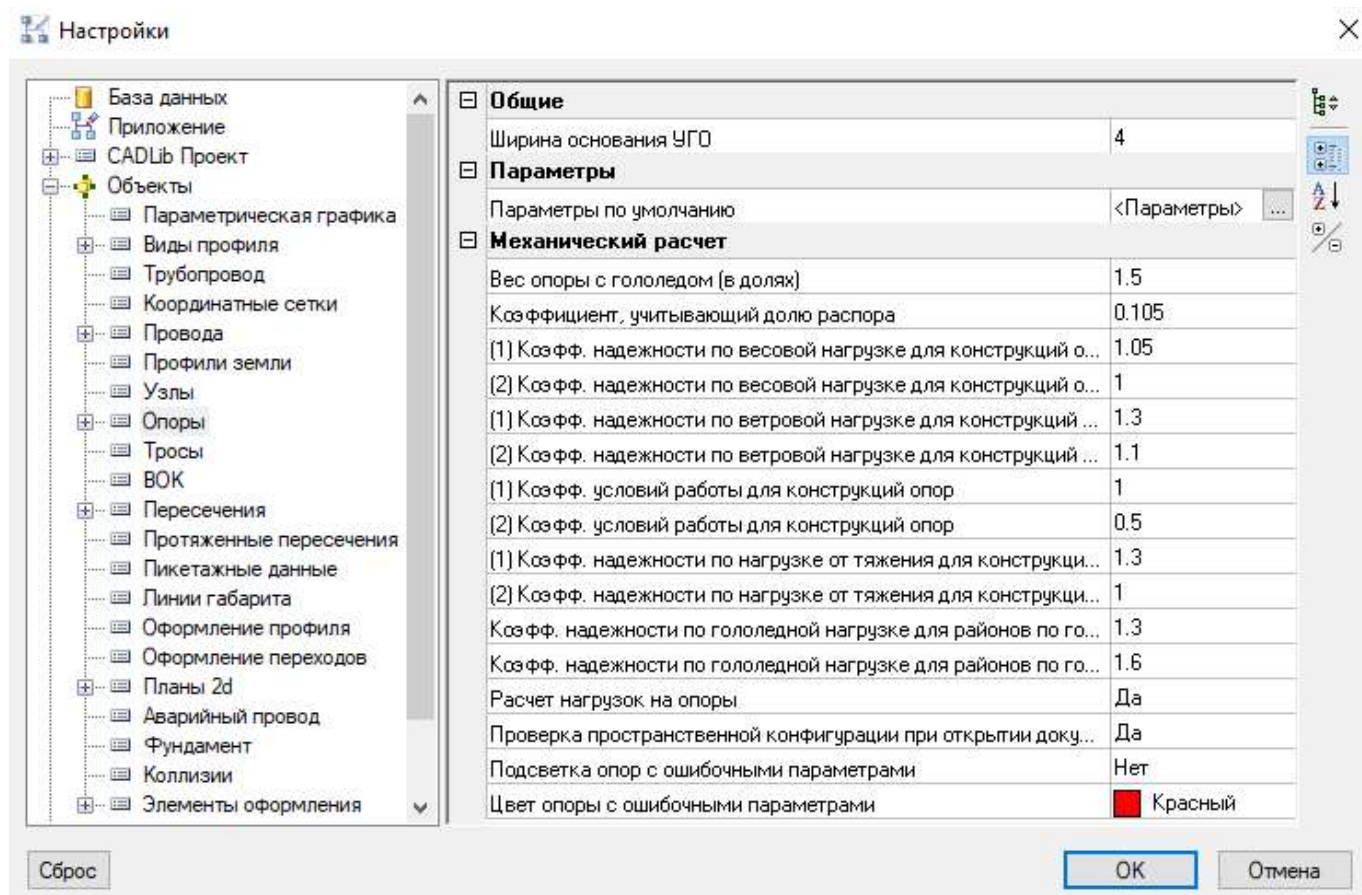 Настройки
База данных
Приложение
CADLib Проект
Объекты
Параметрическая графика
Виды профиля
Трубопровод
Координатные сетки
Провода
Профили земли
Узлы
Опоры
Тросы
ВОК
Пересечения
Протяженные пересечения
Пикетажные данные
Линии габарита
Оформление профиля
Оформление переходов
Планы 2d
Аварийный провод
Фундамент
Коллизии
Элементы оформления
Общие
Ширина основания УГО 4
Параметры
Параметры по умолчанию <Параметры> ...
Механический расчет
Вес опоры с гололедом (в долях) 1.5
Коэффициент, учитывающий долю распора 0.105
(1) Коэфф. надежности по весовой нагрузке для конструкций о... 1.05
(2) Коэфф. надежности по весовой нагрузке для конструкций о... 1
(1) Коэфф. надежности по ветровой нагрузке для конструкций ... 1.3
(2) Коэфф. надежности по ветровой нагрузке для конструкций ... 1.1
(1) Коэфф. условий работы для конструкций опор 1
(2) Коэфф. условий работы для конструкций опор 0.5
(1) Коэфф. надежности по нагрузке от тяжения для конструкци... 1.3
(2) Коэфф. надежности по нагрузке от тяжения для конструкци... 1
Коэфф. надежности по гололедной нагрузке для районов по го... 1.3
Коэфф. надежности по гололедной нагрузке для районов по го... 1.6
Расчет нагрузок на опоры Да
Проверка пространственной конфигурации при открытии доку... Да
Подсветка опор с ошибочными параметрами Нет
Цвет опоры с ошибочными параметрами Красный
A
Z
Сброс ОК Отмена